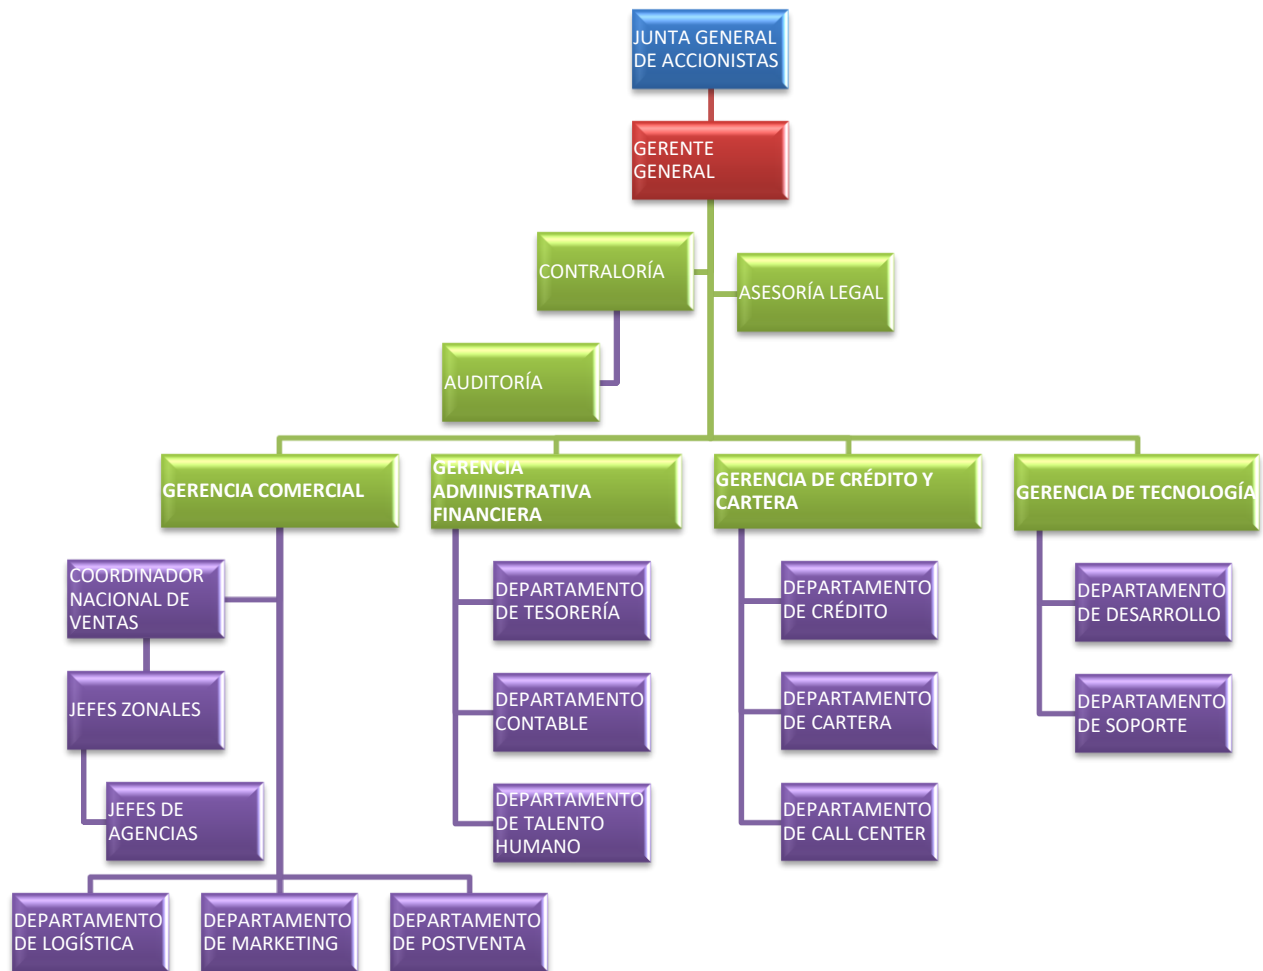 JUNTA GENERAL
DE ACCIONISTAS
GERENTE
GENERAL
CONTRALORÍA
ASESORÍA LEGAL
AUDITORÍA
GERENCIA COMERCIAL
GERENCIA
ADMINISTRATIVA
FINANCIERA
GERENCIA DE CRÉDITO Y
CARTERA
GERENCIA DE TECNOLOGÍA
COORDINADOR
NACIONAL DE
VENTAS
JEFES ZONALES
JEFES DE
AGENCIAS
DEPARTAMENTO
DE LOGÍSTICA
DEPARTAMENTO
DE MARKETING
DEPARTAMENTO
DE POSTVENTA
DEPARTAMENTO
DE TESORERÍA
DEPARTAMENTO
CONTABLE
DEPARTAMENTO
DE TALENTO
HUMANO
DEPARTAMENTO
DE CRÉDITO
DEPARTAMENTO
DE CARTERA
DEPARTAMENTO
DE CALL CENTER
DEPARTAMENTO
DE DESARROLLO
DEPARTAMENTO
DE SOPORTE